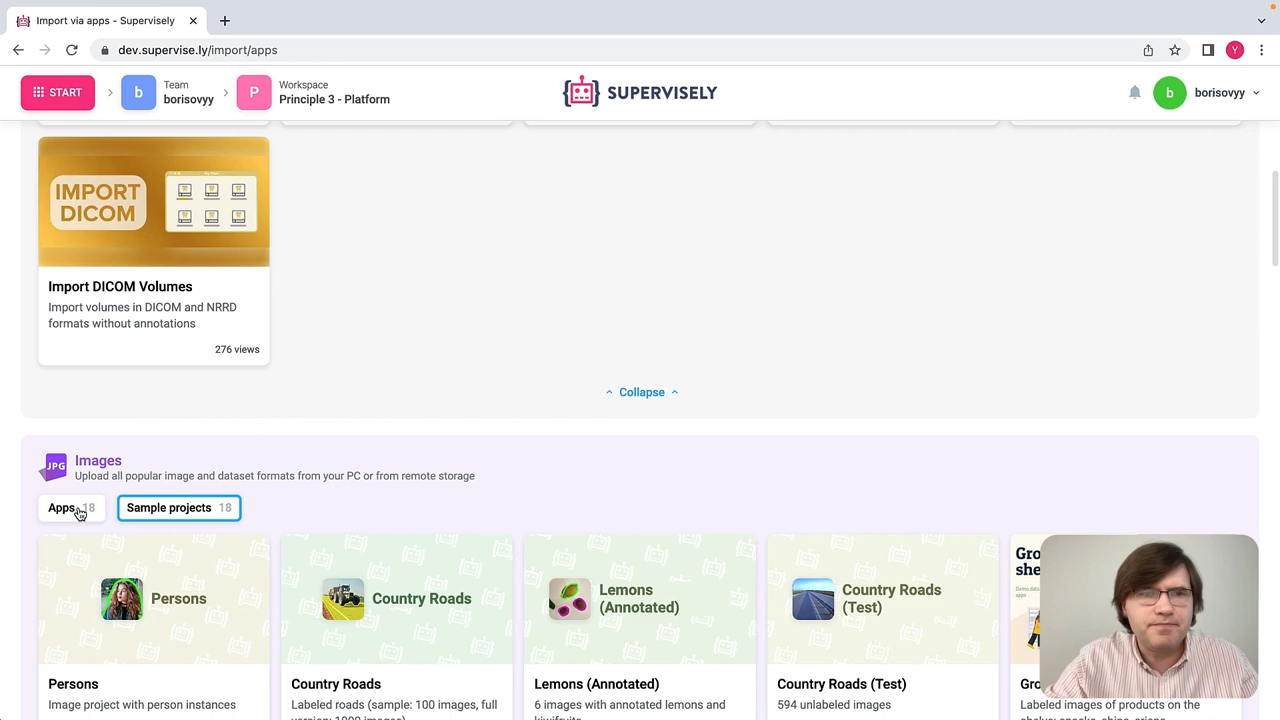 Import via apps - Supervisely
dev.supervise.ly/import/apps
Y
START
b
Team
borisovyy
P
Workspace
Principle 3 - Platform
SUPERVISELY
b
borisovyy
IMPORT
DICOM
Import DICOM Volumes
Import volumes in DICOM and NRRD
formats without annotations
276 views
Collapse
JPG
Images
Upload all popular image and dataset formats from your PC or from remote storage
Apps 18
Sample projects 18
Persons
Country Roads
Lemons
(Annotated)
Country Roads
(Test)
Persons
Image project with person instances
Country Roads
Labeled roads (sample: 100 images, full
Lemons (Annotated)
6 images with annotated lemons and
Country Roads (Test)
594 unlabeled images
Labeled images of products on the